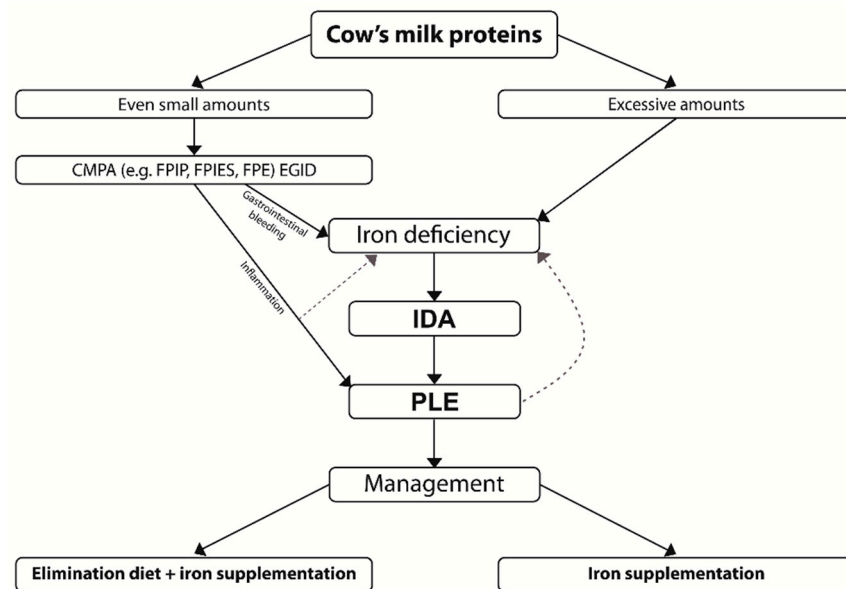 Cow's milk proteins
Even small amounts
Excessive amounts
CMPA (e.g. FPIP, FPIES, FPE) EGID
Gastrointestinal
bleeding
Iron deficiency
Inflammation
IDA
PLE
Management
Elimination diet + iron supplementation
Iron supplementation